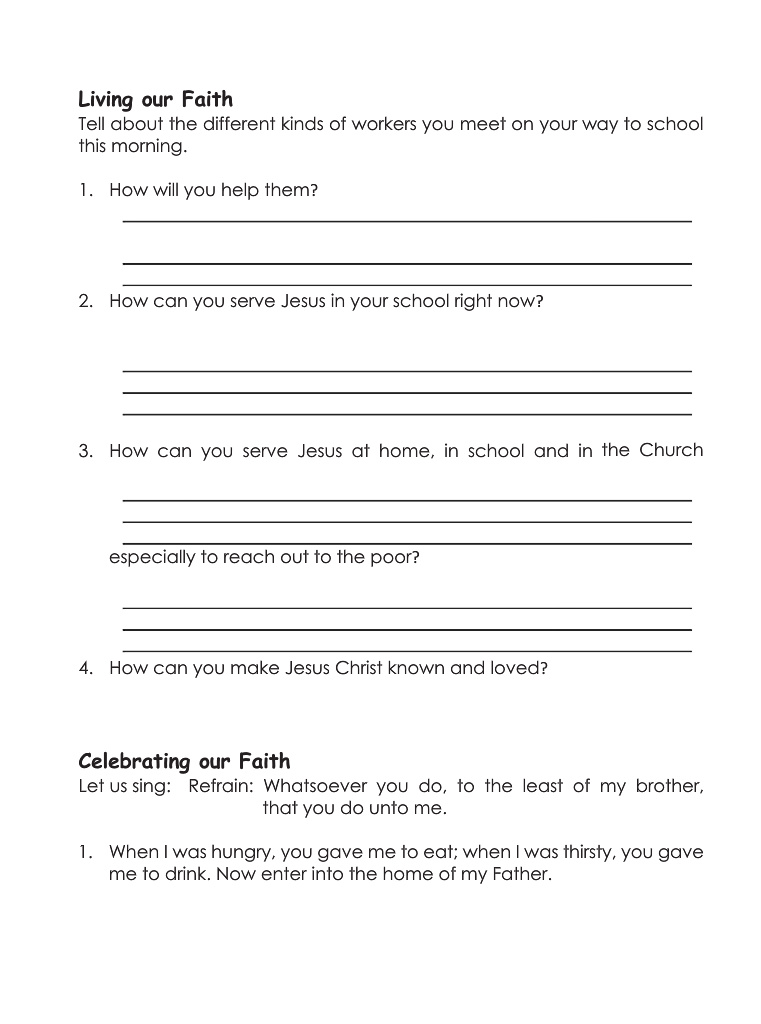 Living our Faith
Tell about the different kinds of workers you meet on your way to school
this morning.
1. How will you help them?
2. How can you serve Jesus in your school right now?
3. How can you serve Jesus at home, in school and in the Church
especially to reach out to the poor?
4. How can you make Jesus Christ known and loved?
Celebrating our Faith
Let us sing: Refrain: Whatsoever you do, to the least of my brother,
that you do unto me.
1. When I was hungry, you gave me to eat; when I was thirsty, you gave
me to drink. Now enter into the home of my Father.